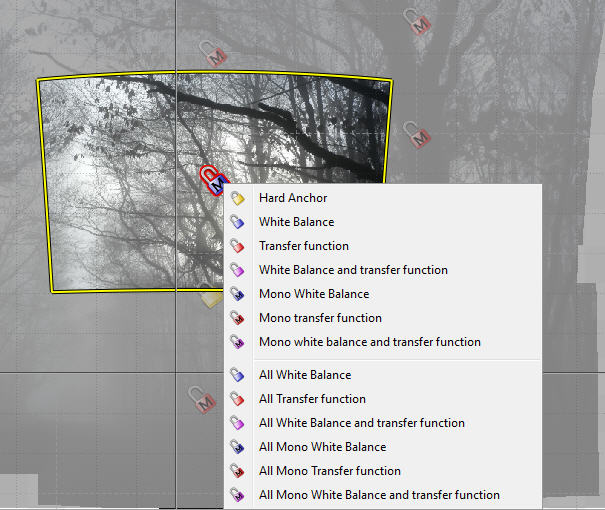 M
M
M
M
Hard Anchor
White Balance
Transfer function
White Balance and transfer function
Mono White Balance
Mono transfer function
Mono white balance and transfer function
All White Balance
All Transfer function
M
All White Balance and transfer function
All Mono White Balance
All Mono Transfer function
All Mono White Balance and transfer function